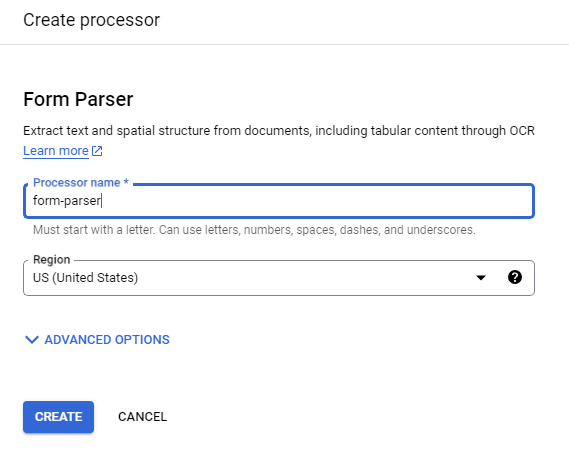 Create processor
Form Parser
Extract text and spatial structure from documents, including tabular content through OCR
Learn more
Processor name *
form-parser
Must start with a letter. Can use letters, numbers, spaces, dashes, and underscores.
Region
US (United States)
?
ADVANCED OPTIONS
CREATE CANCEL